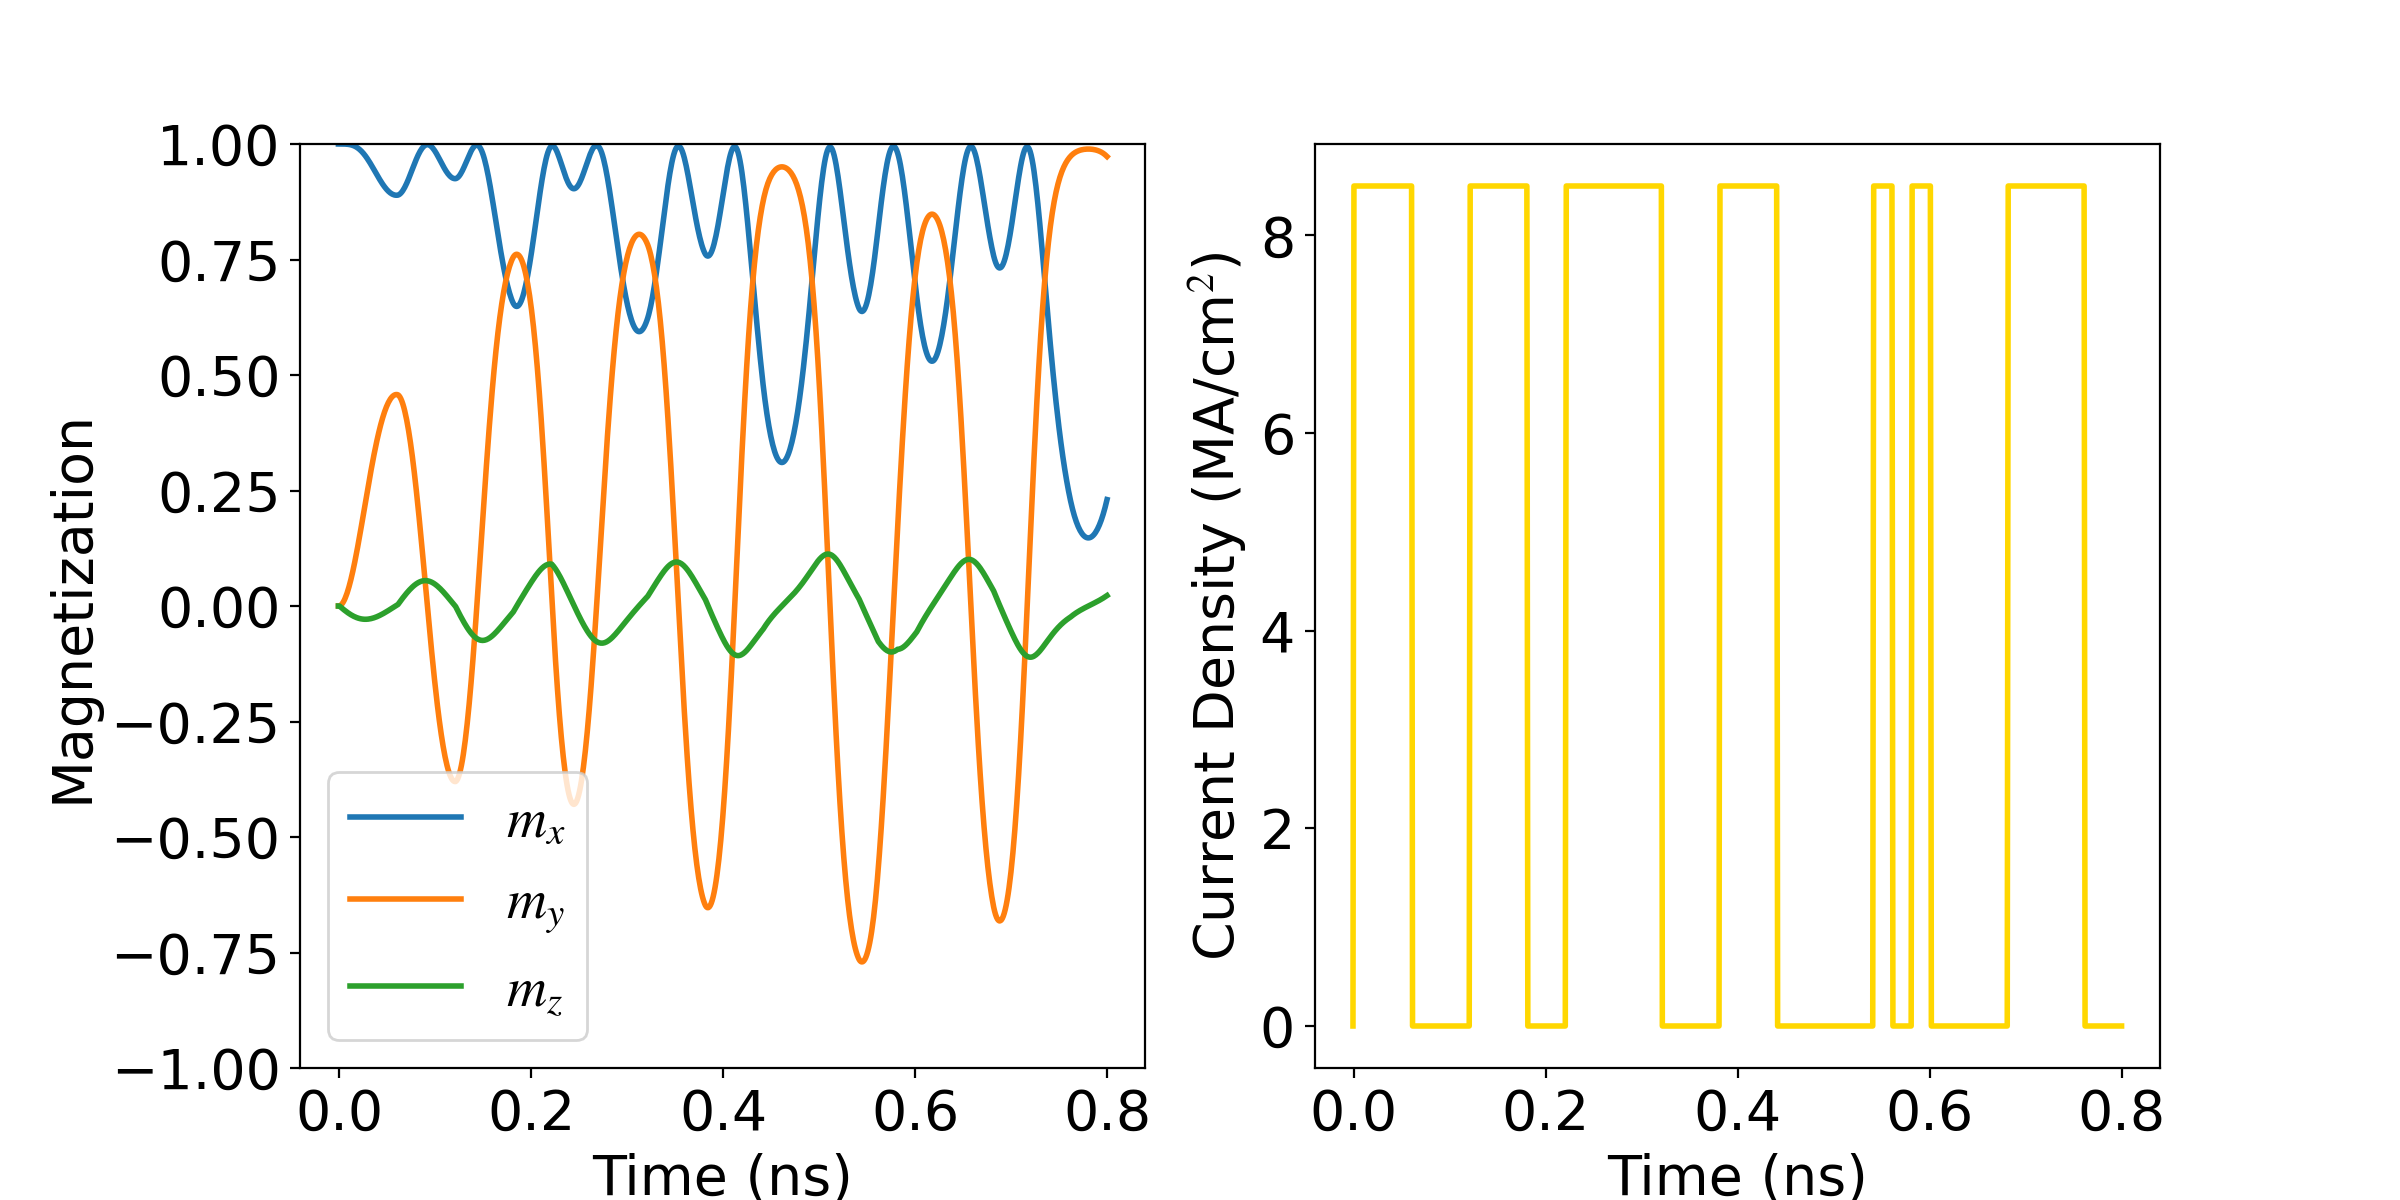 Magnetization
1.00
0.75
0.50
0.25
0.00
−0.25
−0.50
−0.75
−1.00
m_x
m_y
m_z
0.0 0.2 0.4 0.6 0.8
Time (ns)
Current Density (MA/cm²)
8
6
4
2
0
0.0 0.2 0.4 0.6 0.8
Time (ns)